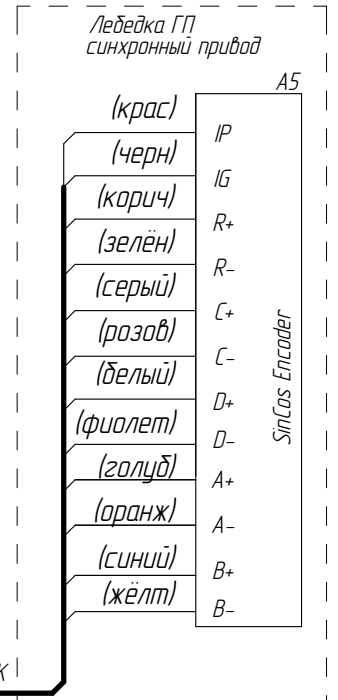 Лебедка ГП
синхронный привод
А5
(крас) IP
(черн) IG
(корич) R+
(зелён) R-
(серый) C+
(розов) C-
(белый) D+
(фиолет) D-
(голуб) A+
(оранж) A-
(синий) B+
(жёлт) B-
SinCos Encoder
К